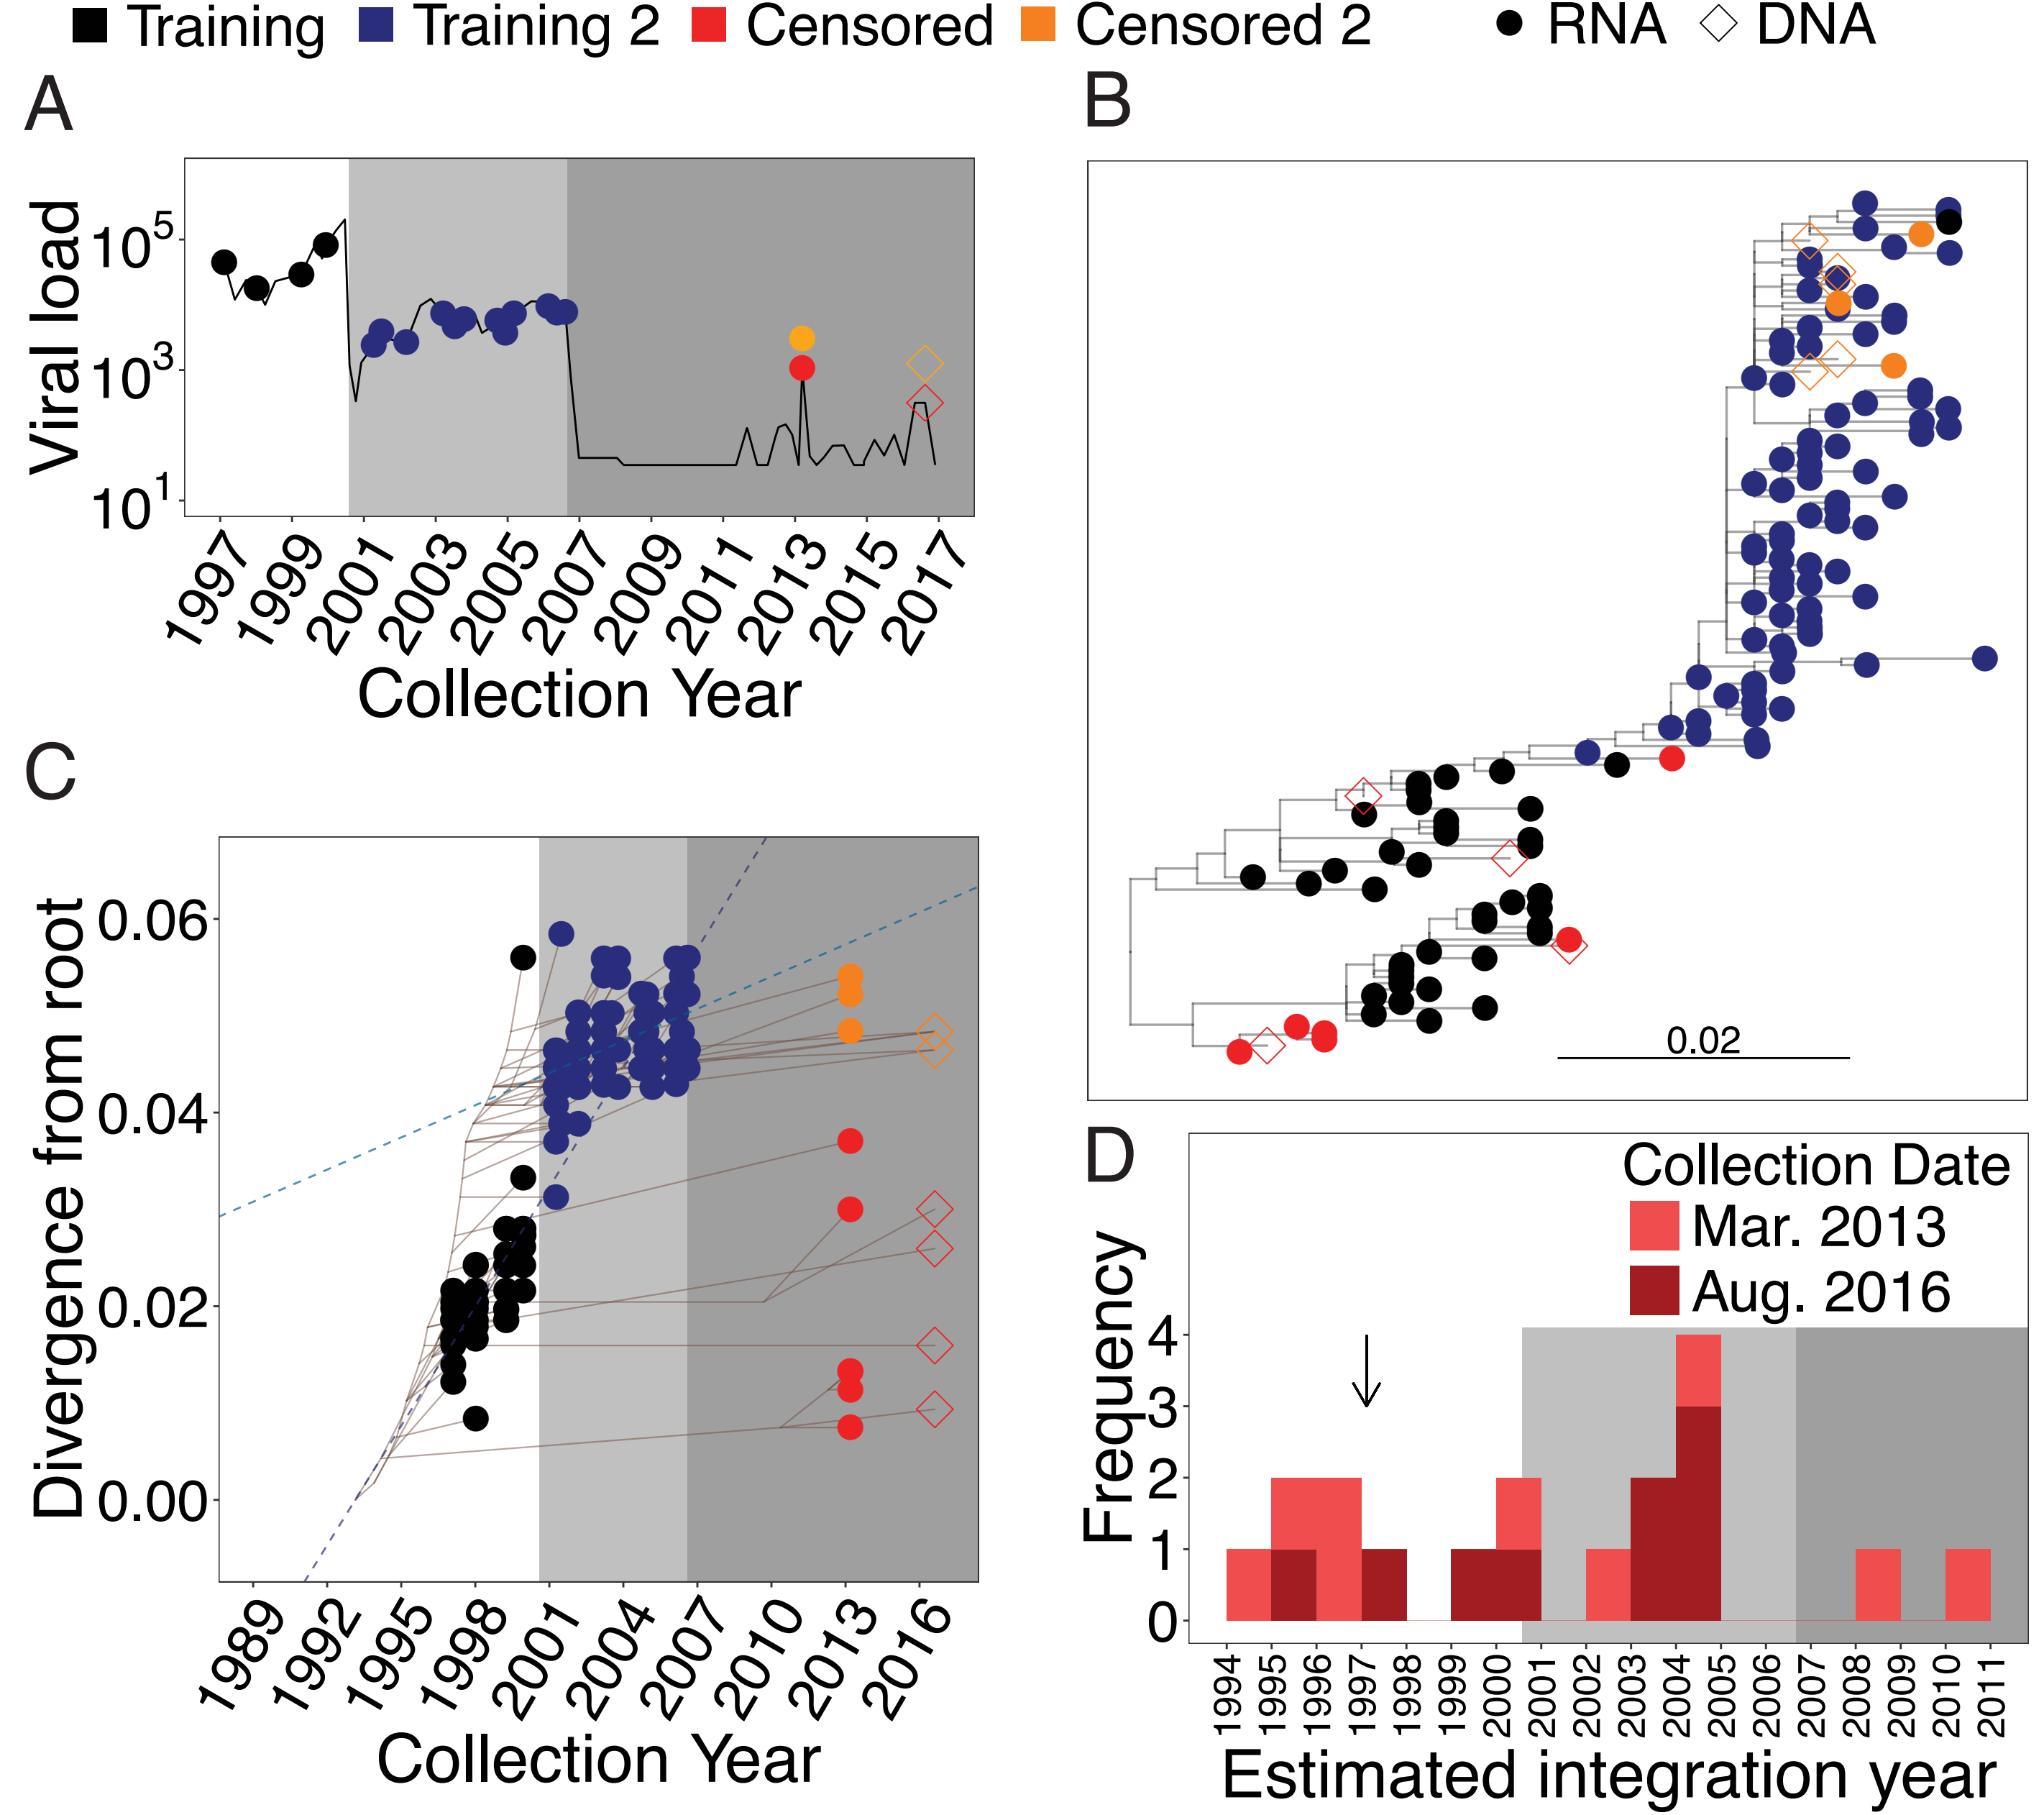 Training Training 2 Censored Censored 2 RNA DNA
A
Viral load
10^5
10^3
10^1
1997 1999 2001 2003 2005 2007 2009 2011 2013 2015 2017
Collection Year
B
0.02
C
Divergence from root
0.06
0.04
0.02
0.00
1989 1992 1995 1998 2001 2004 2007 2010 2013 2016
Collection Year
D
Collection Date
Mar. 2013
Aug. 2016
Frequency
4
3
2
1
0
1994 1995 1996 1997 1998 1999 2000 2001 2002 2003 2004 2005 2006 2007 2008 2009 2010 2011
Estimated integration year